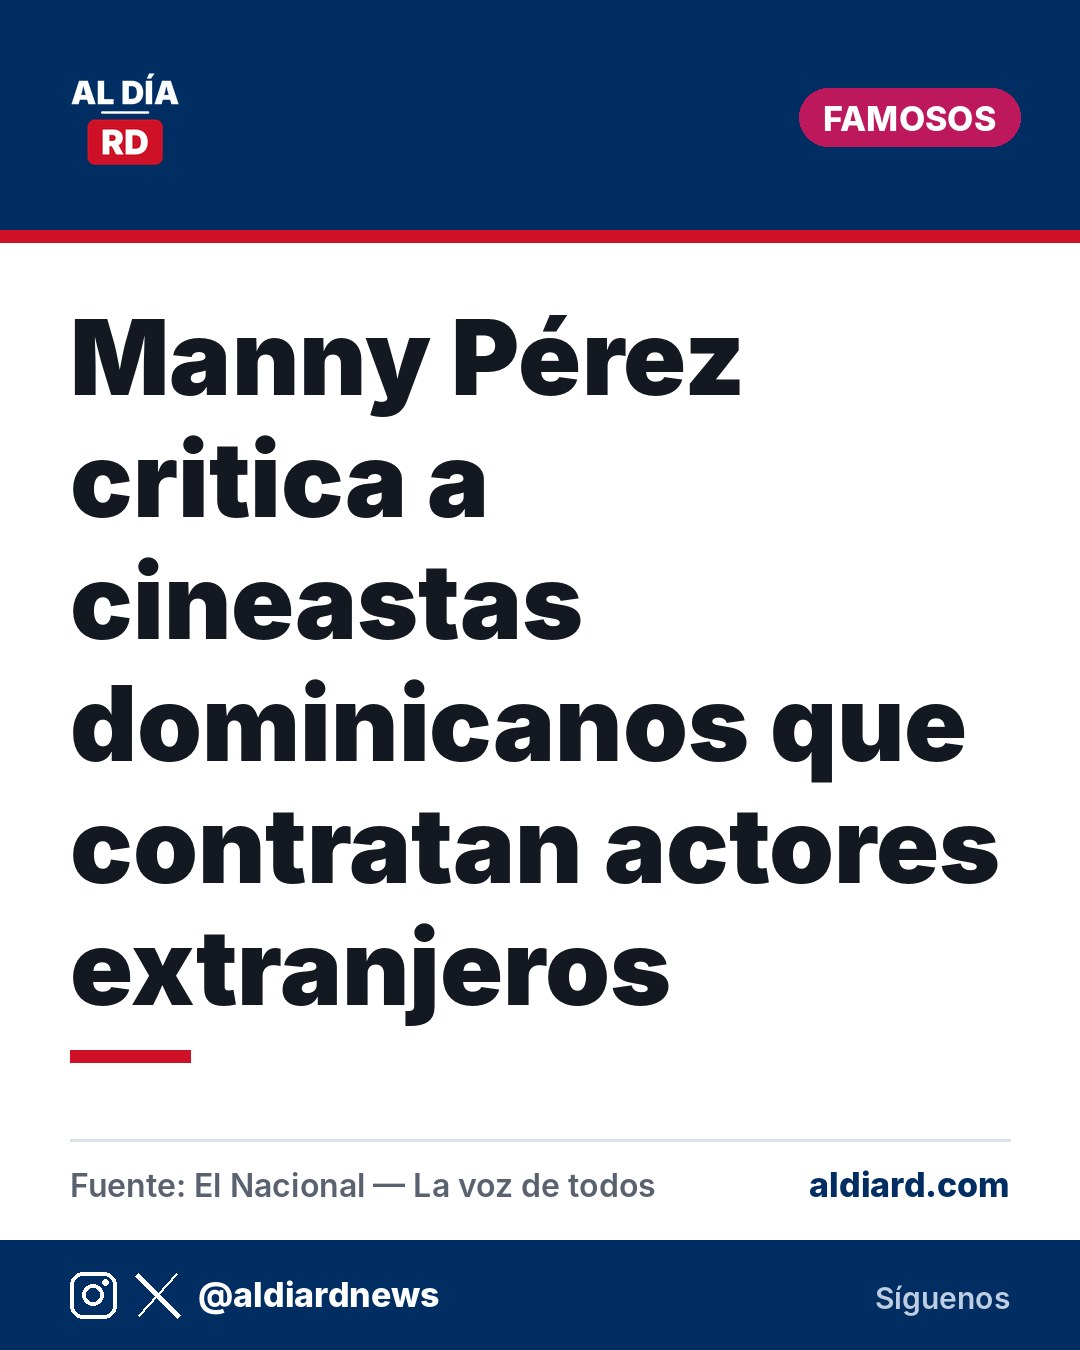 AL DÍA
RD
FAMOSOS
Manny Pérez
critica a
cineastas
dominicanos que
contratan actores
extranjeros
Fuente: El Nacional — La voz de todos
aldiard.com
@aldiardnews
Síguenos